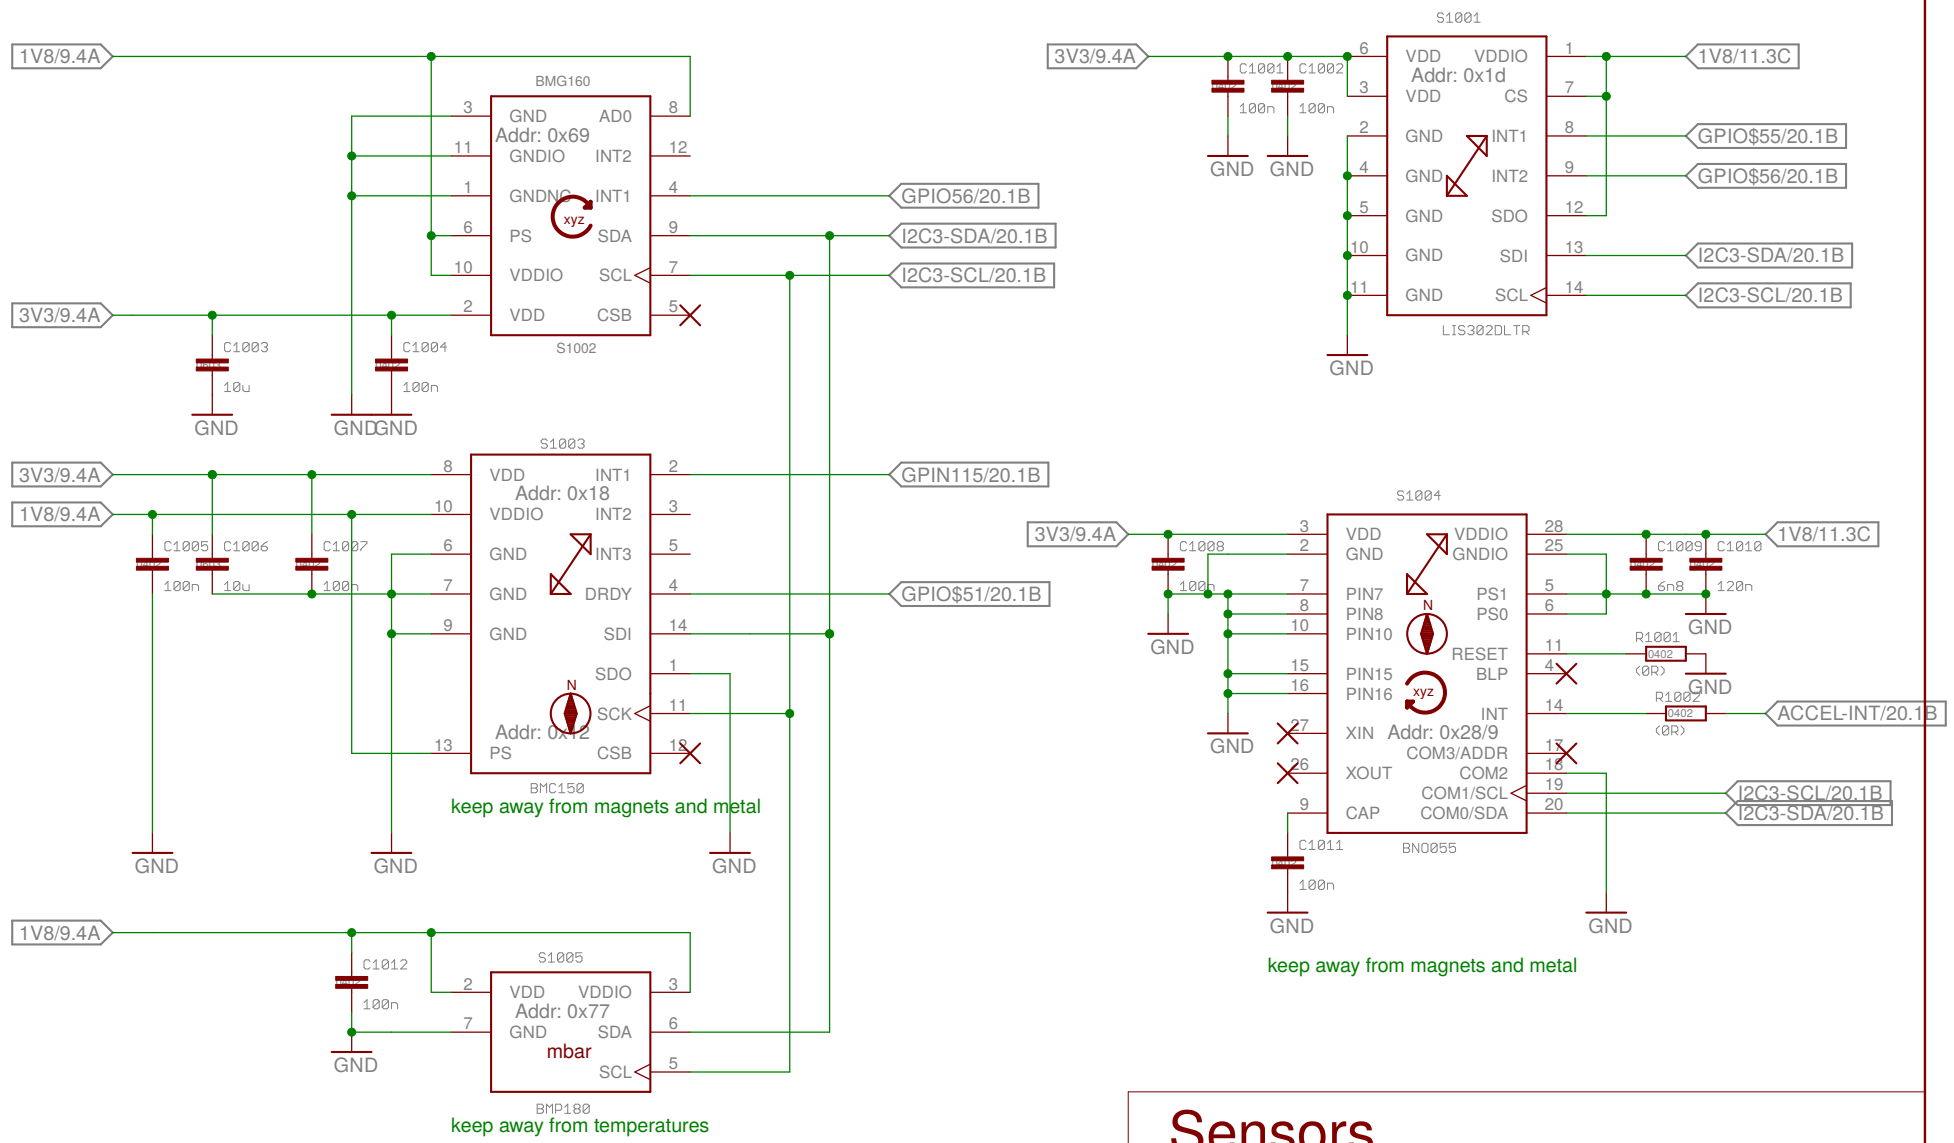 1V8/9.4A
BMG160
3 GND AD0 8
Addr: 0x69
11 GNDIO INT2 12
1 GNDNC INT1 4 GPIO56/20.1B
xyz
6 PS SDA 9 I2C3-SDA/20.1B
10 VDDIO SCL 7 I2C3-SCL/20.1B
3V3/9.4A 2 VDD CSB 5
S1002
C1003 C1004
10u 100n
GND GND GND
S1003
3V3/9.4A 8 VDD INT1 2 GPIN115/20.1B
Addr: 0x18
1V8/9.4A 10 VDDIO INT2 3
C1005 C1006 C1007 6 GND INT3 5
100n 10u 100n 7 GND DRDY 4 GPIO$51/20.1B
9 GND SDI 14
SDO 1
N
SCK 11
Addr: 0x12
13 PS CSB 12
BMC150
keep away from magnets and metal
GND GND GND
1V8/9.4A
S1005
C1012
100n
2 VDD VDDIO 3
Addr: 0x77
7 GND SDA 6
mbar
GND
SCL 5
BMP180
keep away from temperatures
S1001
3V3/9.4A 6 VDD VDDIO 1 1V8/11.3C
C1001 C1002
Addr: 0x1d
100n 100n
3 VDD CS 7
2 GND INT1 8 GPIO$55/20.1B
GND GND
4 GND INT2 9 GPIO$56/20.1B
5 GND SDO 12
10 GND SDI 13 I2C3-SDA/20.1B
11 GND SCL 14 I2C3-SCL/20.1B
LIS302DLTR
GND
S1004
3V3/9.4A 3 VDD VDDIO 28 1V8/11.3C
C1008 2 GND GNDIO 25 C1009 C1010
100n 7 PIN7 PS1 5 6n8 120n
8 PIN8 PS0 6
N
GND 10 PIN10 GND
RESET 11 R1001 0402 (0R) GND
15 PIN15 BLP 4
16 PIN16
xyz
INT 14 R1002 0402 (0R) ACCEL-INT/20.1B
GND
27 XIN Addr: 0x28/9
COM3/ADDR 17
26 XOUT COM2 18
COM1/SCL 19 I2C3-SCL/20.1B
9 CAP COM0/SDA 20 I2C3-SDA/20.1B
C1011
100n
BNO055
GND GND
keep away from magnets and metal
Sensors